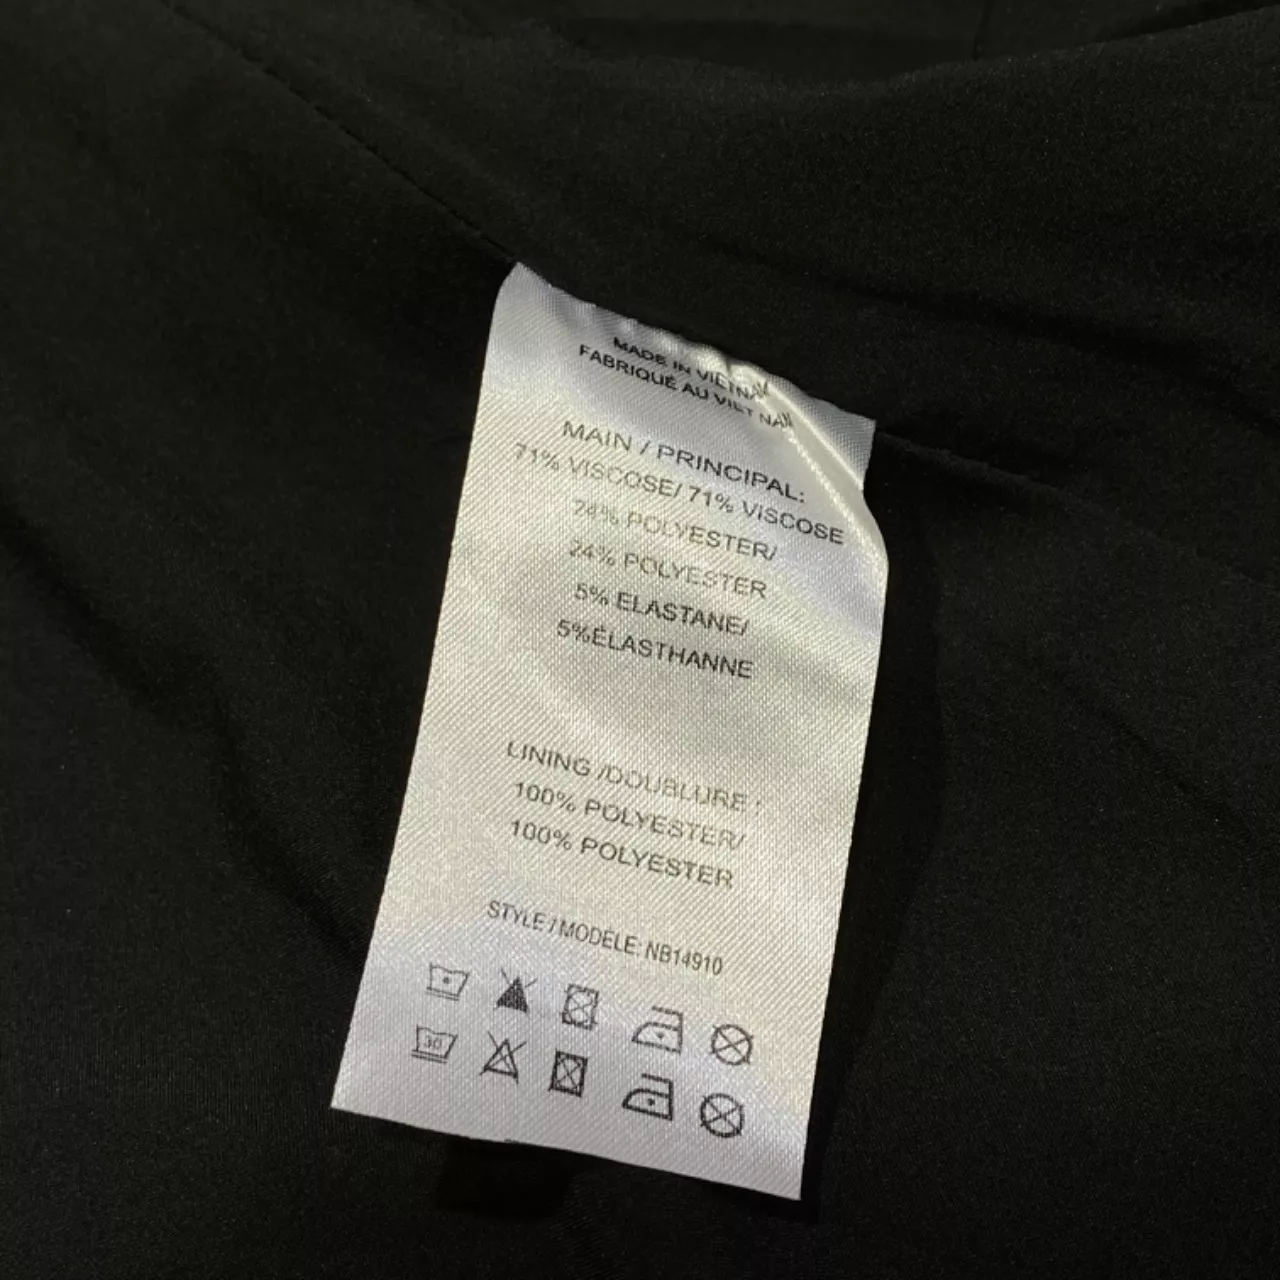 MADE IN VIETNAM
FABRIQUÉ AU VIET NAM
MAIN / PRINCIPAL:
71% VISCOSE/ 71% VISCOSE
24% POLYESTER/
24% POLYESTER
5% ELASTANE/
5%ÉLASTHANNE
LINING /DOUBLURE :
100% POLYESTER/
100% POLYESTER
STYLE / MODÈLE: NB14910
30